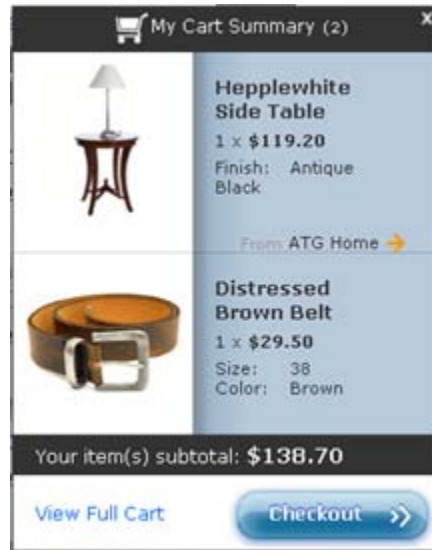 My Cart Summary (2)
x
Hepplewhite
Side Table
1 x $119.20
Finish: Antique
Black
From ATG Home
Distressed
Brown Belt
1 x $29.50
Size: 38
Color: Brown
Your item(s) subtotal: $138.70
View Full Cart
Checkout